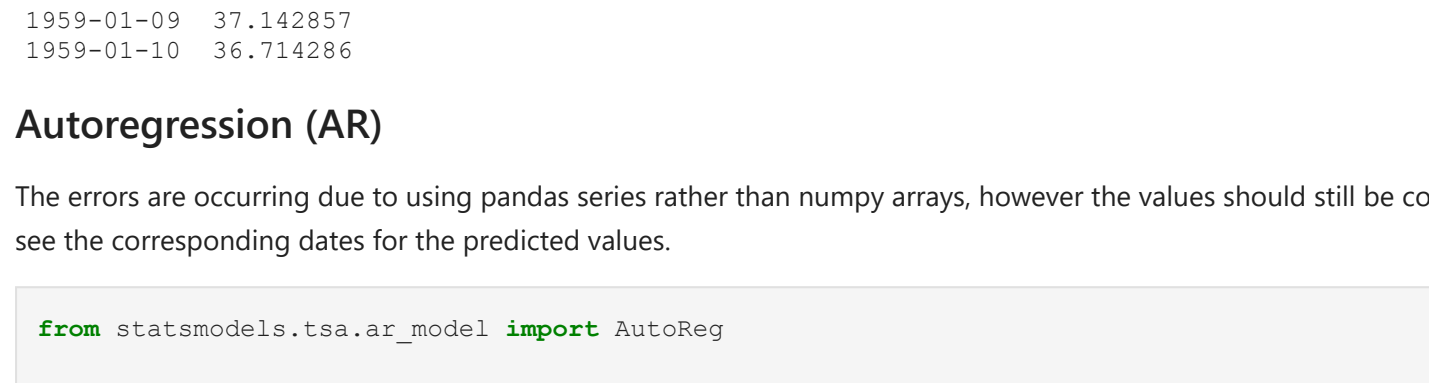 1959-01-09 37.142857
1959-01-10 36.714286
Autoregression (AR)
The errors are occurring due to using pandas series rather than numpy arrays, however the values should still be
see the corresponding dates for the predicted values.
from statsmodels.tsa.ar_model import AutoReg